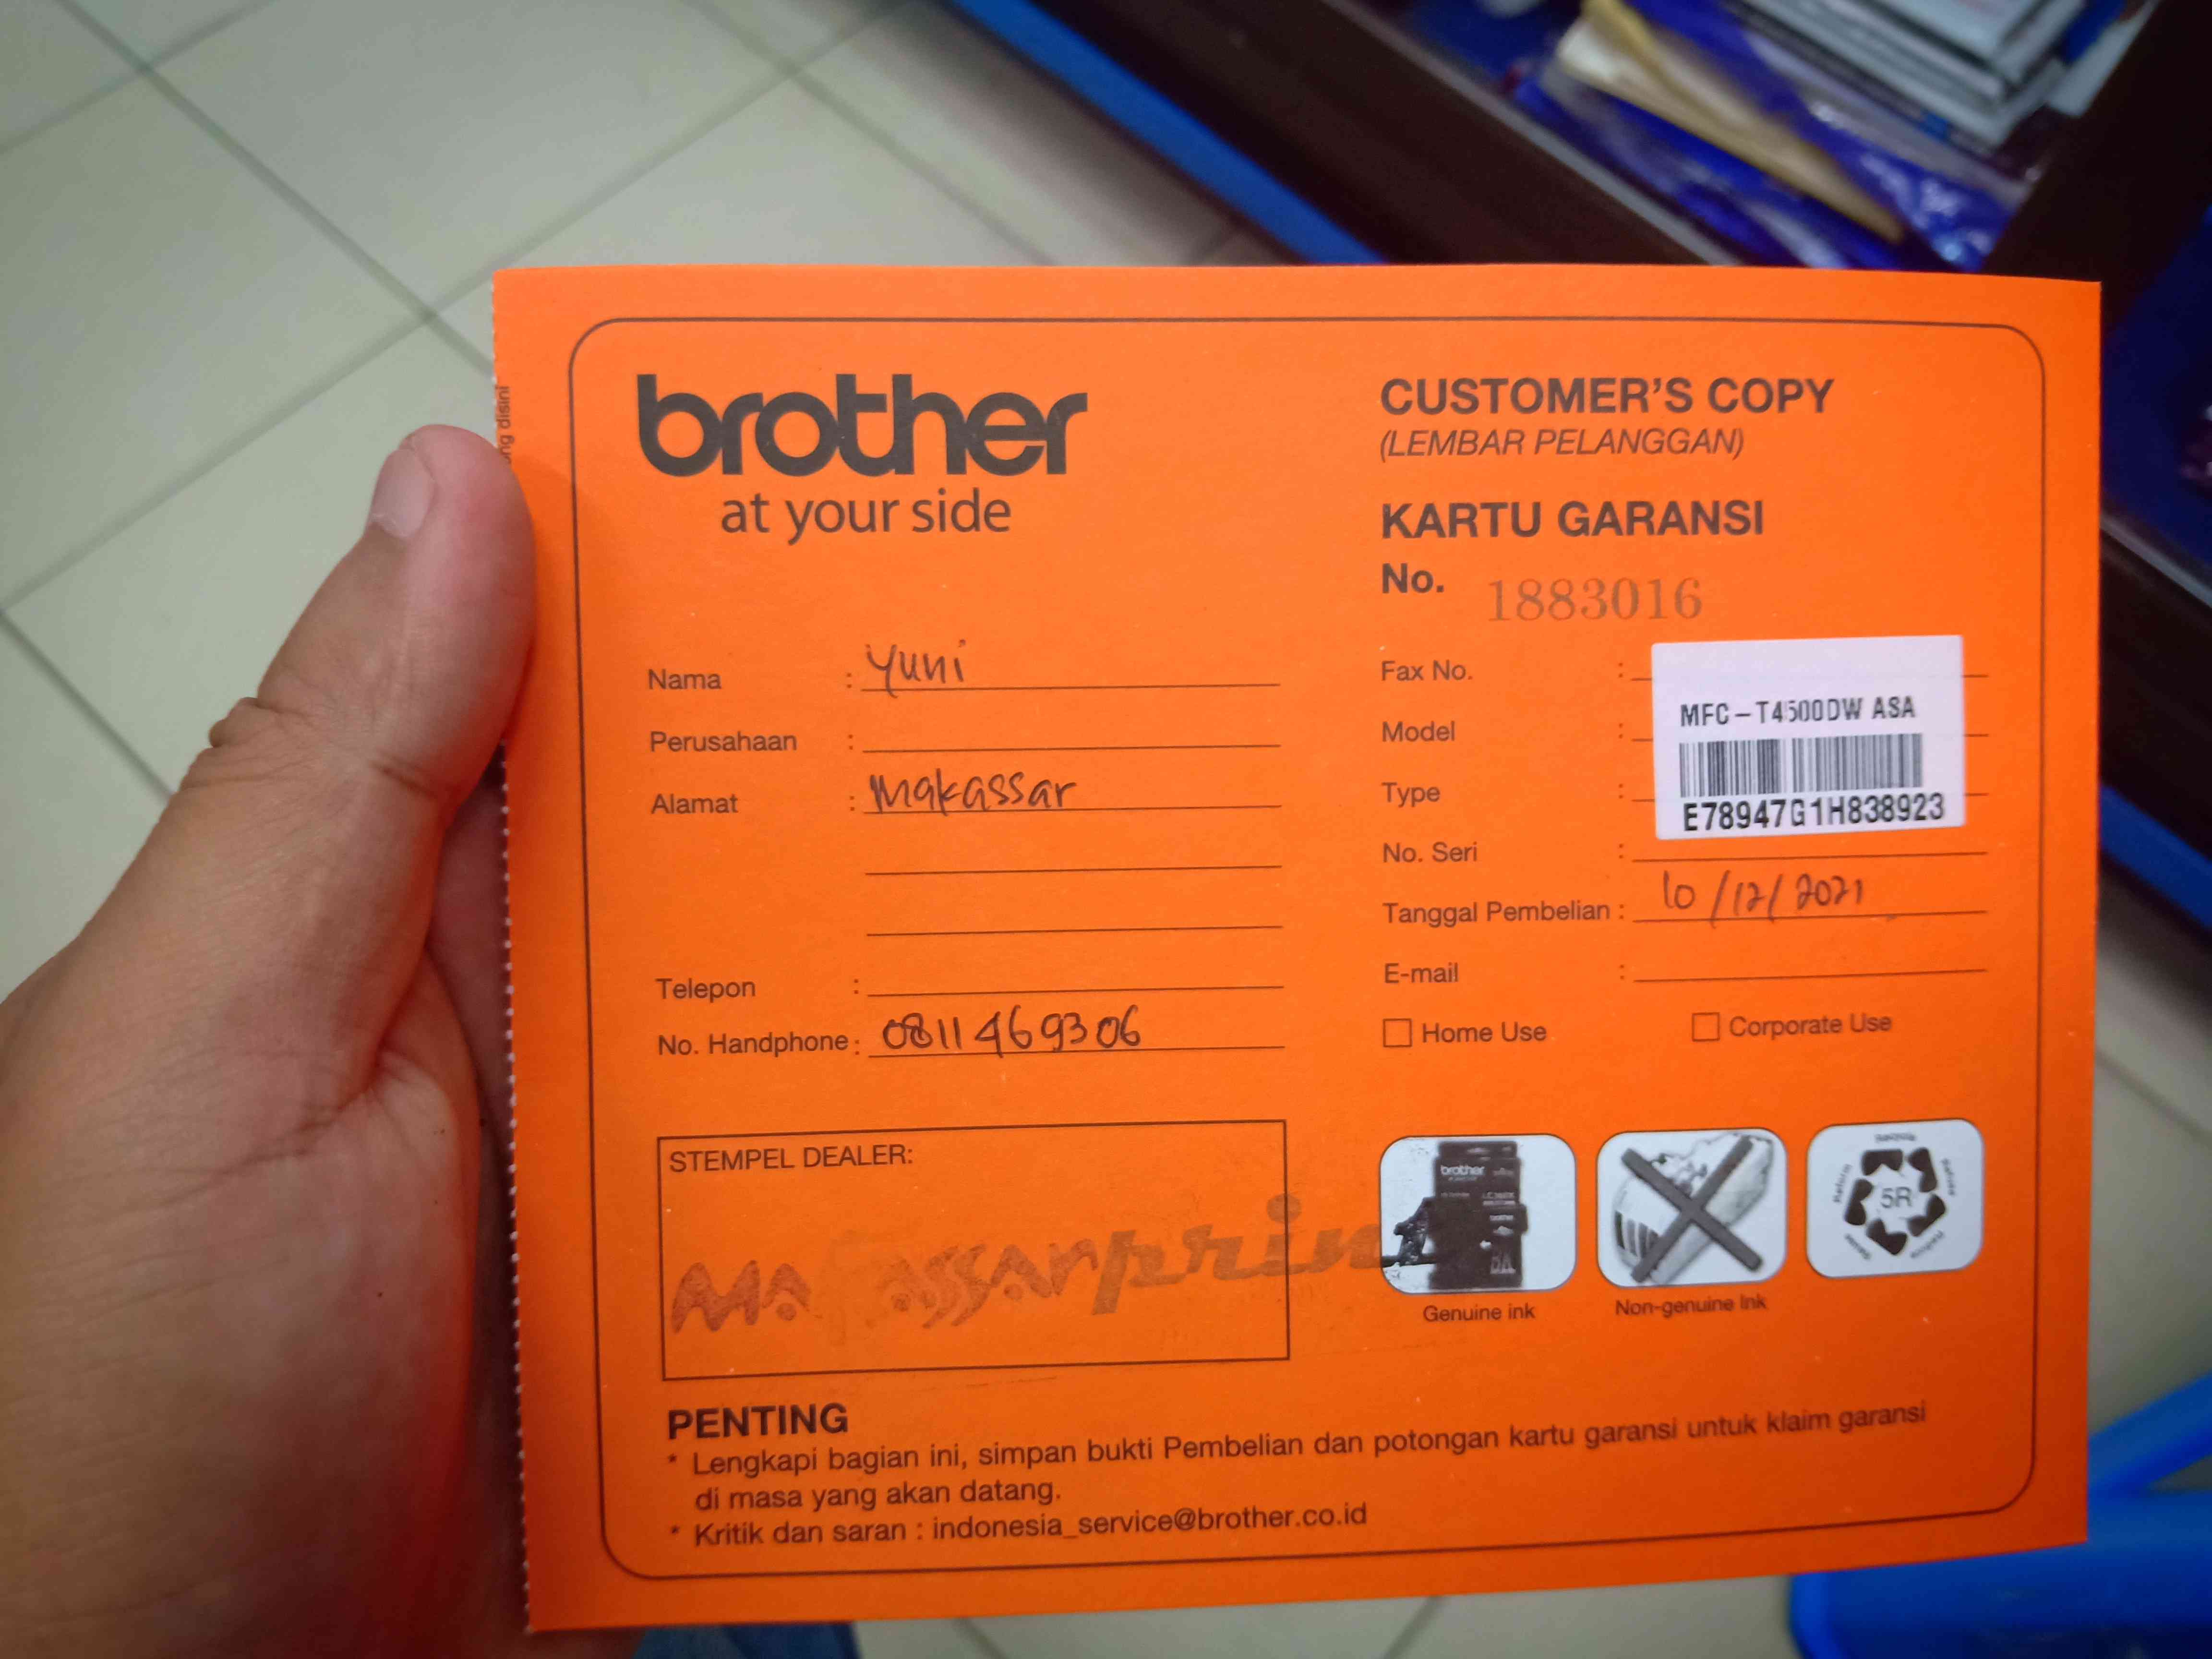 brother
at your side
CUSTOMER'S COPY
(LEMBAR PELANGGAN)
KARTU GARANSI
No. 1883016
Nama : Yuni
Perusahaan :
Alamat : Makassar
Telepon :
No. Handphone : 0811469306
Fax No. :
Model :
Type :
No. Seri :
MFC-T4500DW ASA
E78947G1H838923
Tanggal Pembelian : 10/12/2021
E-mail :
Home Use
Corporate Use
STEMPEL DEALER:
brother
Genuine ink
Non-genuine Ink
5R
PENTING
* Lengkapi bagian ini, simpan bukti Pembelian dan potongan kartu garansi untuk klaim garansi
di masa yang akan datang.
* Kritik dan saran : indonesia_service@brother.co.id